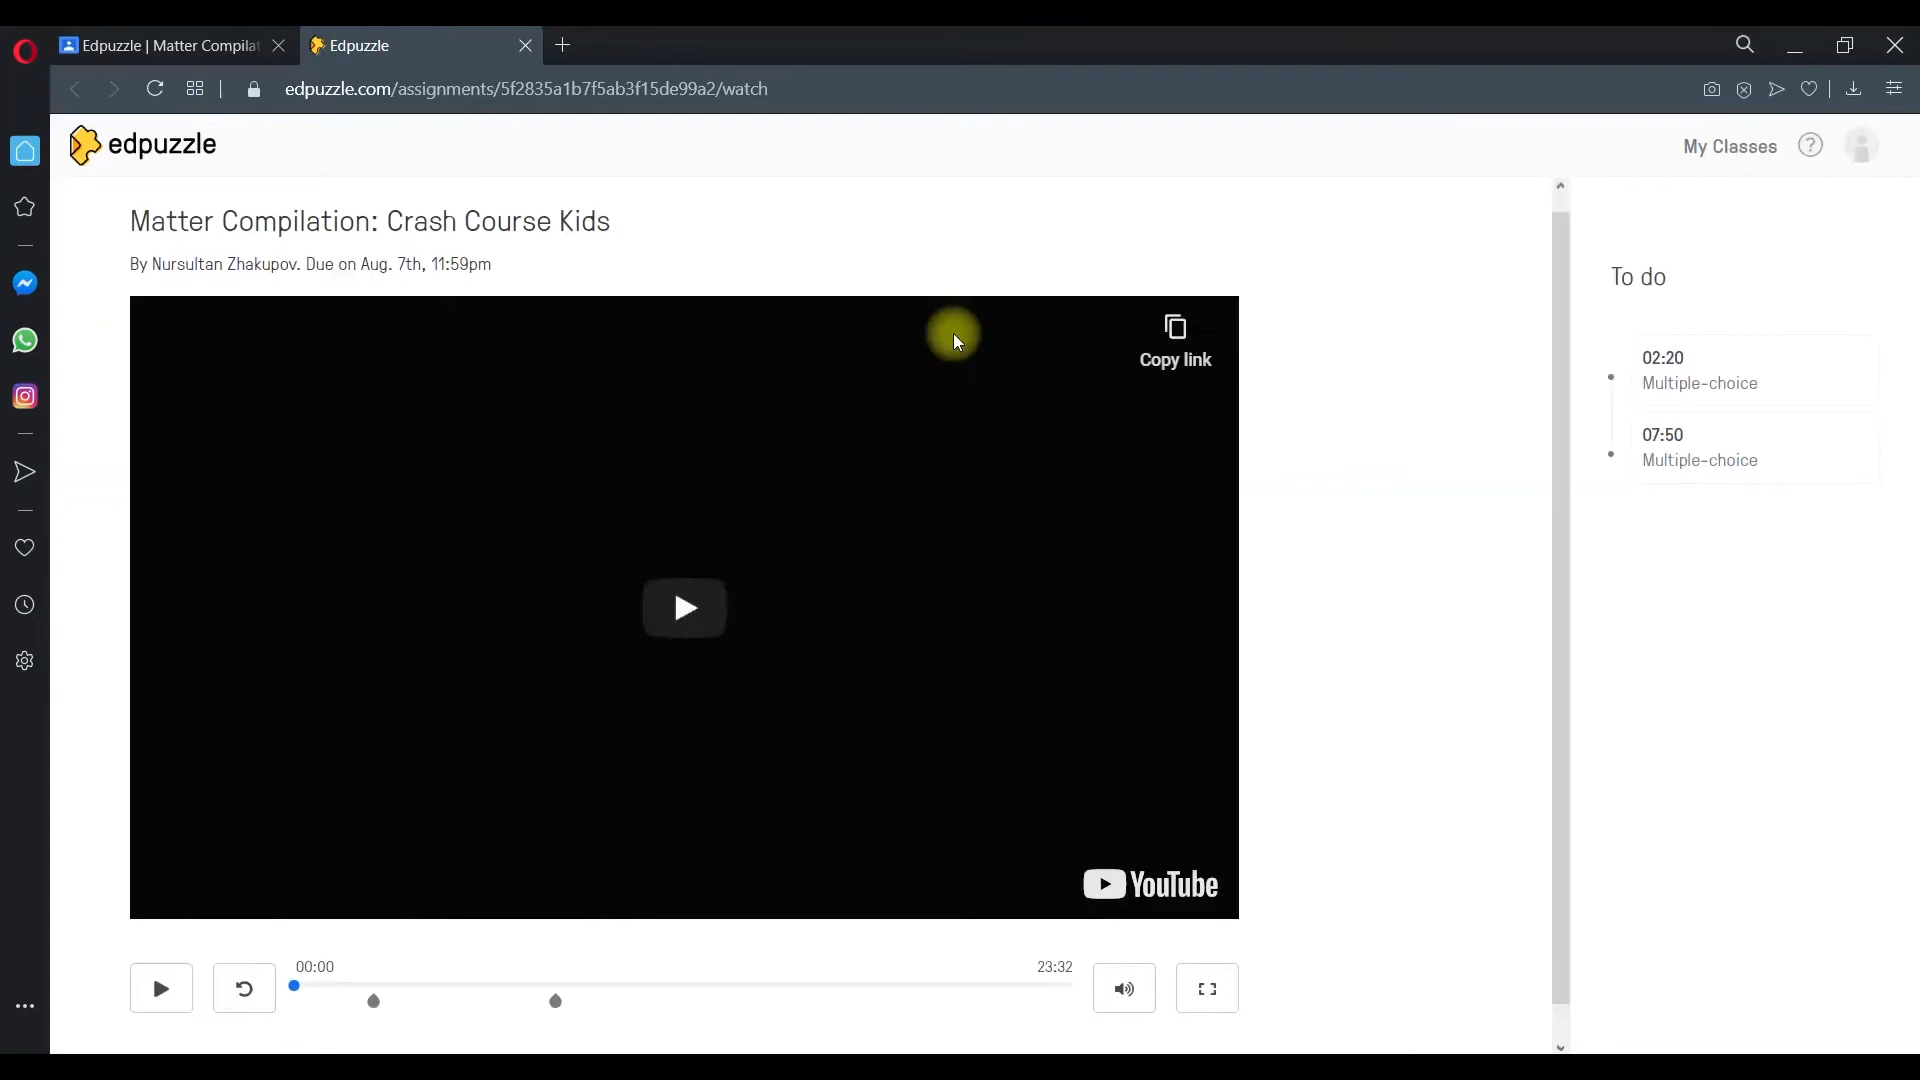 Edpuzzle | Matter Compilat
Edpuzzle
edpuzzle.com/assignments/5f2835a1b7f5ab3f15de99a2/watch
edpuzzle
My Classes
Matter Compilation: Crash Course Kids
By Nursultan Zhakupov. Due on Aug. 7th, 11:59pm
Copy link
To do
02:20
Multiple-choice
07:50
Multiple-choice
YouTube
00:00
23:32